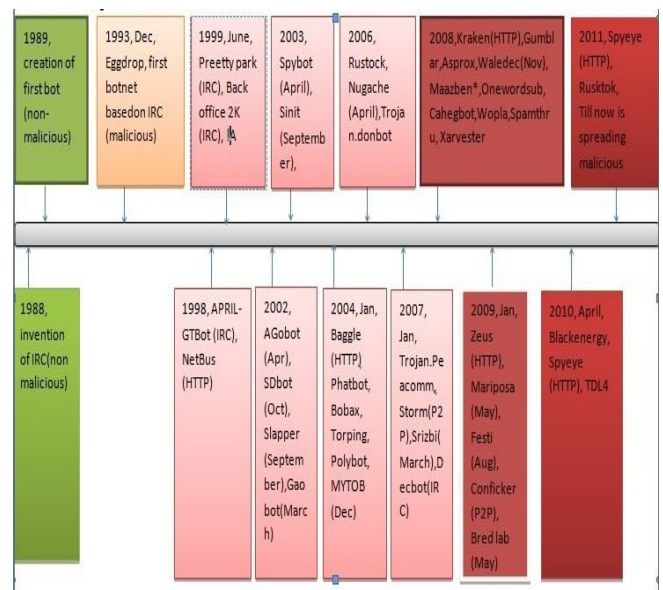 1989,
creation of
first bot
(non-
malicious)
1993, Dec,
Eggdrop, first
botnet
basedon IRC
(malicious)
1999, June,
Preetty park
(IRC), Back
office 2K
(IRC),
2003,
Spybot
(April),
Sinit
(Septemb
er),
2006,
Rustock,
Nugache
(April),Troja
n.donbot
2008,Kraken(HTTP),Gumbl
ar,Asprox,Waledec(Nov),
Maazben*,Onewordsub,
Cahegbot,Wopla,Spamthr
u,Xarvester
2011, Spyeye
(HTTP),
Rusktok,
Till now is
spreading
malicious
1988,
invention
of IRC(non
malicious)
1998, APRIL-
GTBot (IRC),
NetBus
(HTTP)
2002,
AGobot
(Apr),
SDbot
(Oct),
Slapper
(Septem
ber),Gao
bot(Marc
h)
2004, Jan,
Baggle
(HTTP),
Phatbot,
Bobax,
Torping,
Polybot,
MYTOB
(Dec)
2007,
Jan,
Trojan.Pe
acomm,
Storm(P2
P),Srizbi(
March),D
ecbot(IR
C)
2009, Jan,
Zeus
(HTTP),
Mariposa
(May),
Festi
(Aug),
Conficker
(P2P),
Bred lab
(May)
2010, April,
Blackenergy,
Spyeye
(HTTP), TDL4